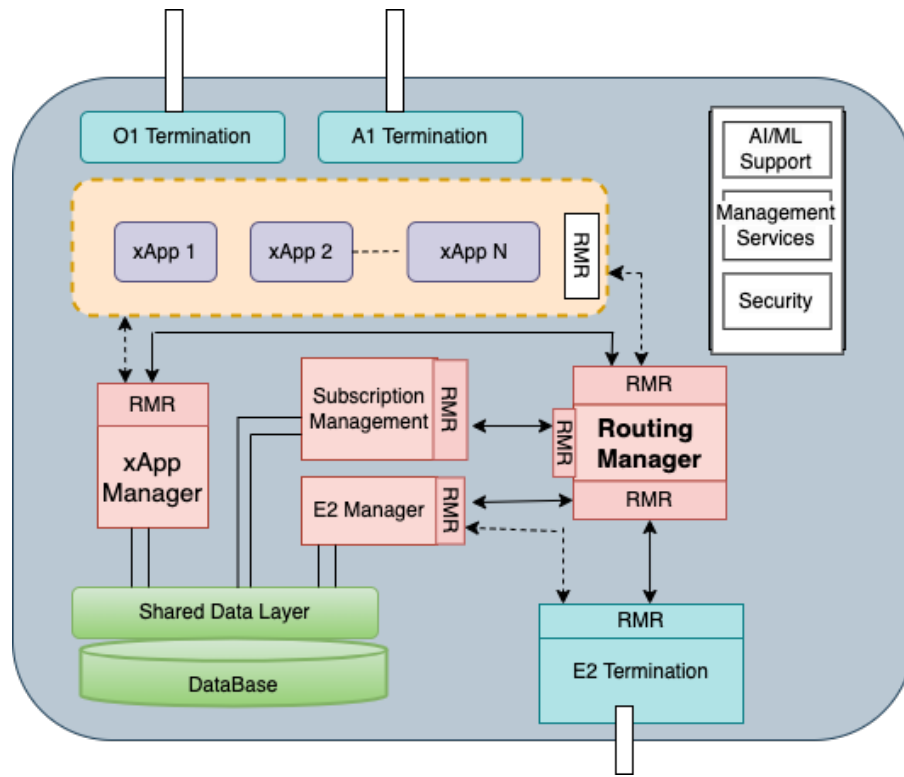 O1 Termination
A1 Termination
AI/ML
Support
Management
Services
Security
xApp 1
xApp 2
xApp N
RMR
RMR
xApp
Manager
Subscription
Management
RMR
E2 Manager
RMR
RMR
RMR
Routing
Manager
RMR
Shared Data Layer
DataBase
RMR
E2 Termination